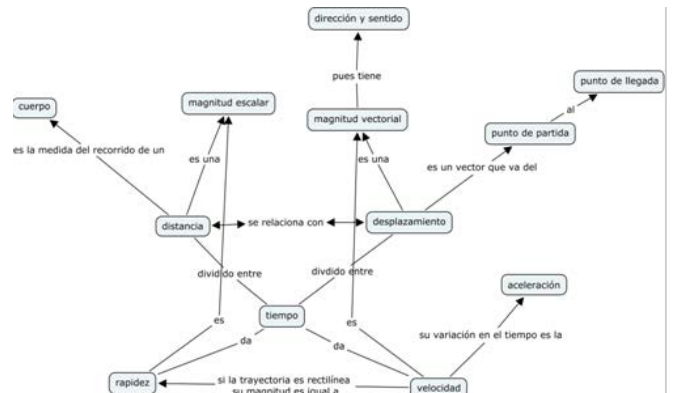 dirección y sentido
pues tiene
punto de llegada
cuerpo
magnitud escalar
al
magnitud vectorial
punto de partida
es la medida del recorrido de un
es una
es una
es un vector que va del
distancia
se relaciona con
desplazamiento
dividido entre
divdido entre
aceleración
tiempo
es
es
su variación en el tiempo es la
da
da
rapidez
si la trayectoria es rectilínea
su magnitud es igual a
velocidad